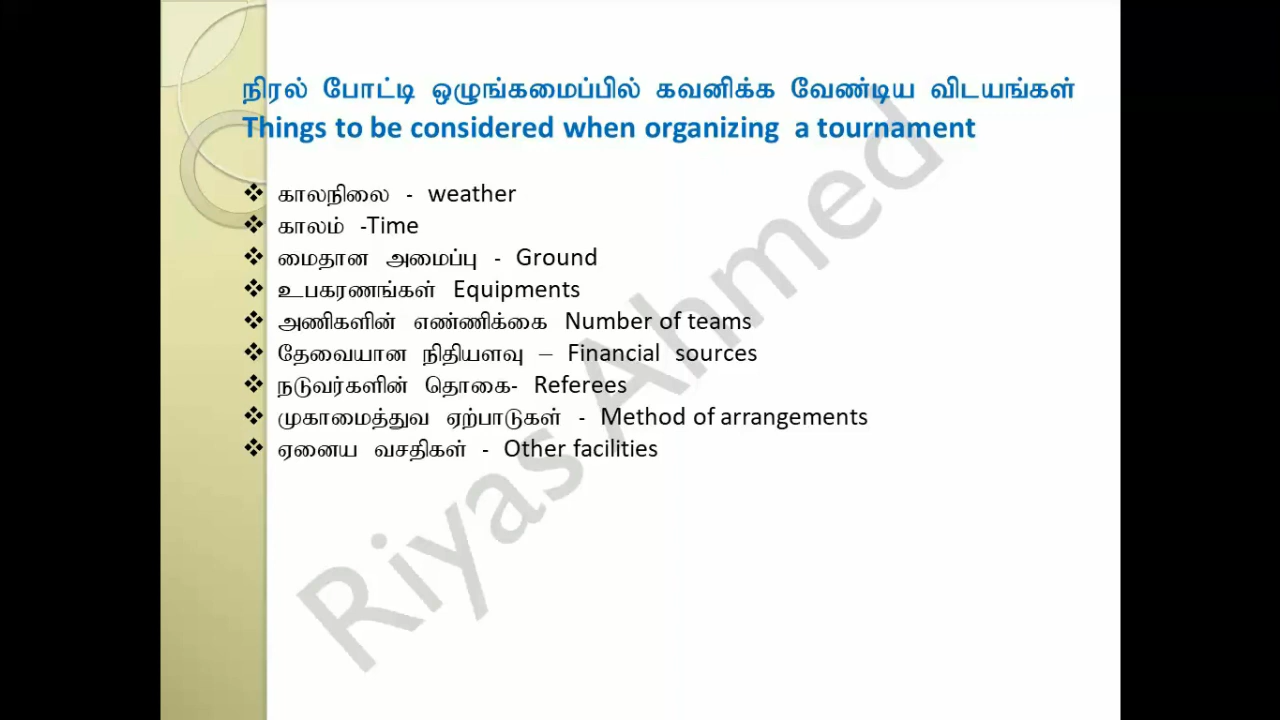 நிரல் போட்டி ஒழுங்கமைப்பில் கவனிக்க வேண்டிய விடயங்கள்
Things to be considered when organizing a tournament
❖ காலநிலை - weather
❖ காலம் -Time
❖ மைதான அமைப்பு - Ground
❖ உபகரணங்கள் Equipments
❖ அணிகளின் எண்ணிக்கை Number of teams
❖ தேவையான நிதியளவு – Financial sources
❖ நடுவர்களின் தொகை- Referees
❖ முகாமைத்துவ ஏற்பாடுகள் - Method of arrangements
❖ ஏனைய வசதிகள் - Other facilities
Riyas Ahmed